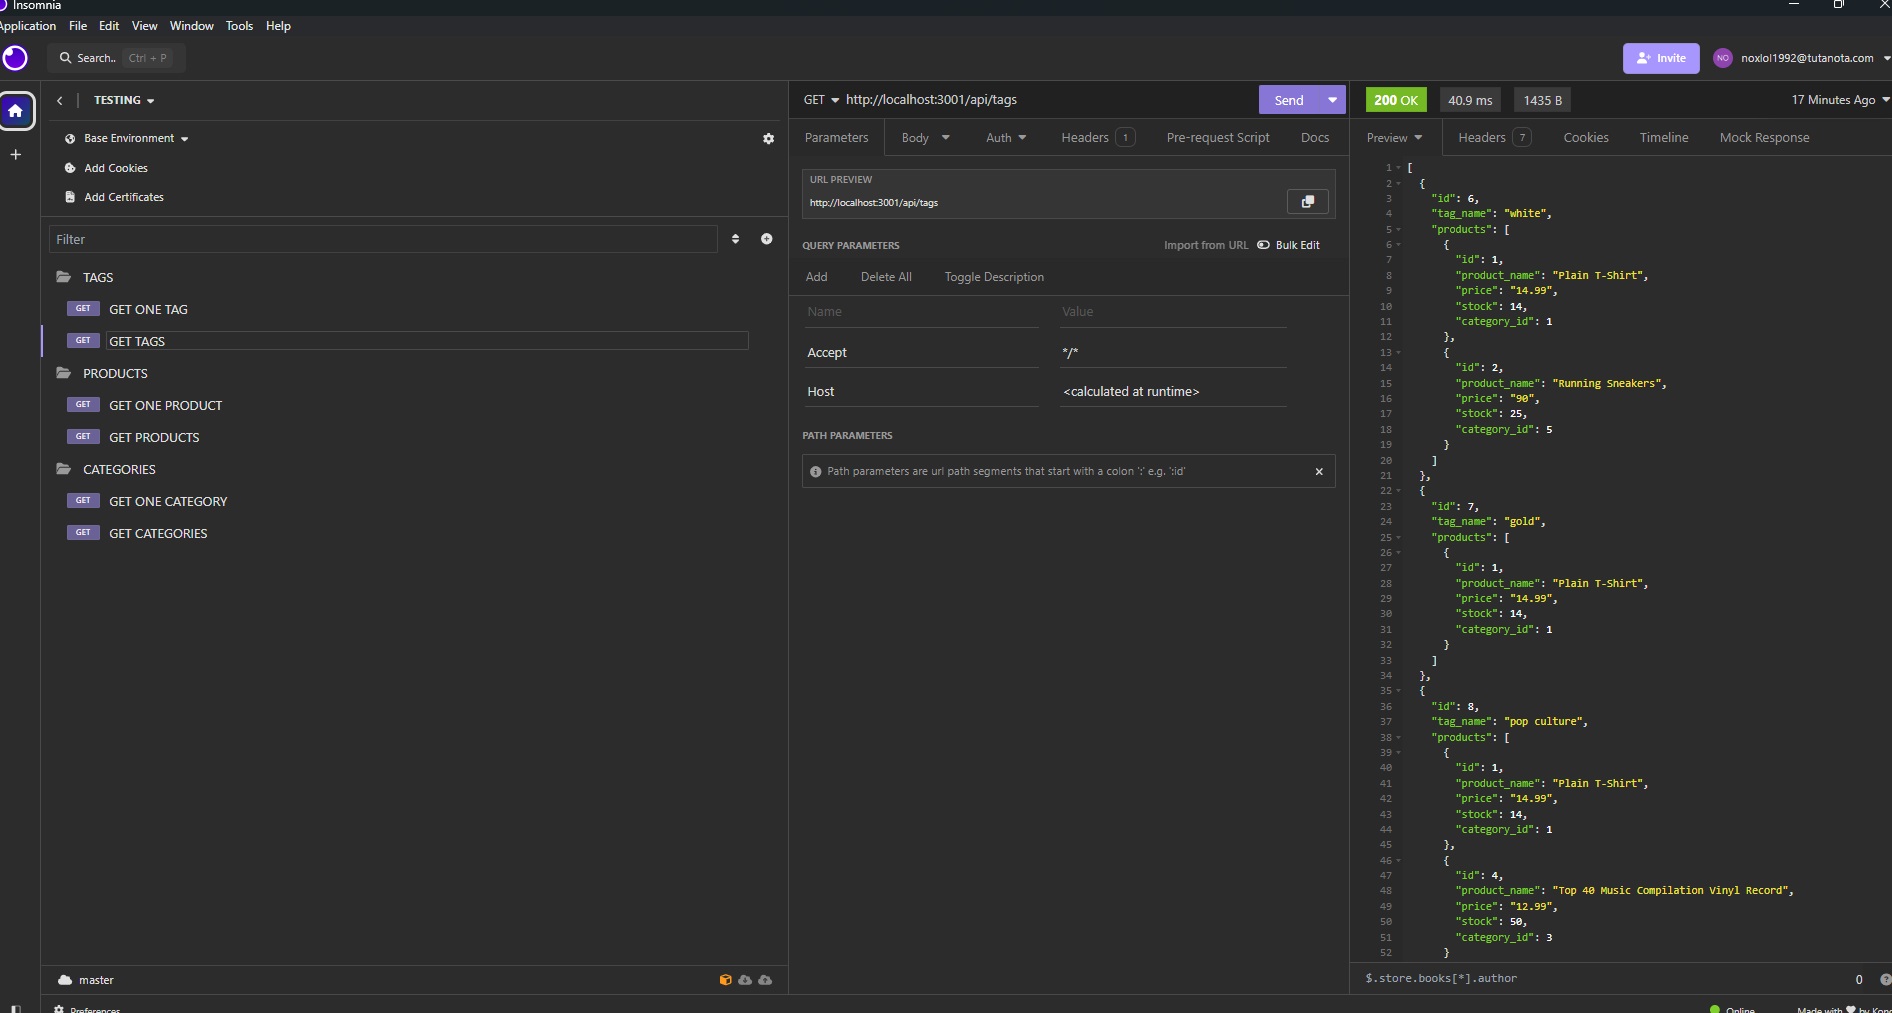 Insomnia
Application File Edit View Window Tools Help
Search.. Ctrl + P
Invite
NO noxlol1992@tutanota.com
TESTING
Base Environment
Add Cookies
Add Certificates
Filter
TAGS
GET GET ONE TAG
GET GET TAGS
PRODUCTS
GET GET ONE PRODUCT
GET GET PRODUCTS
CATEGORIES
GET GET ONE CATEGORY
GET GET CATEGORIES
master
Preferences
GET http://localhost:3001/api/tags Send
Parameters Body Auth Headers 1 Pre-request Script Docs
URL PREVIEW
http://localhost:3001/api/tags
QUERY PARAMETERS Import from URL Bulk Edit
Add Delete All Toggle Description
Name Value
Accept */*
Host <calculated at runtime>
PATH PARAMETERS
Path parameters are url path segments that start with a colon ':' e.g. ':id'
200 OK 40.9 ms 1435 B 17 Minutes Ago
Preview Headers 7 Cookies Timeline Mock Response
1 [
2 {
3 "id": 6,
4 "tag_name": "white",
5 "products": [
6 {
7 "id": 1,
8 "product_name": "Plain T-Shirt",
9 "price": "14.99",
10 "stock": 14,
11 "category_id": 1
12 },
13 {
14 "id": 2,
15 "product_name": "Running Sneakers",
16 "price": "90",
17 "stock": 25,
18 "category_id": 5
19 }
20 ]
21 },
22 {
23 "id": 7,
24 "tag_name": "gold",
25 "products": [
26 {
27 "id": 1,
28 "product_name": "Plain T-Shirt",
29 "price": "14.99",
30 "stock": 14,
31 "category_id": 1
32 }
33 ]
34 },
35 {
36 "id": 8,
37 "tag_name": "pop culture",
38 "products": [
39 {
40 "id": 1,
41 "product_name": "Plain T-Shirt",
42 "price": "14.99",
43 "stock": 14,
44 "category_id": 1
45 },
46 {
47 "id": 4,
48 "product_name": "Top 40 Music Compilation Vinyl Record",
49 "price": "12.99",
50 "stock": 50,
51 "category_id": 3
52 }
$.store.books[*].author 0
Online Made with by Kong